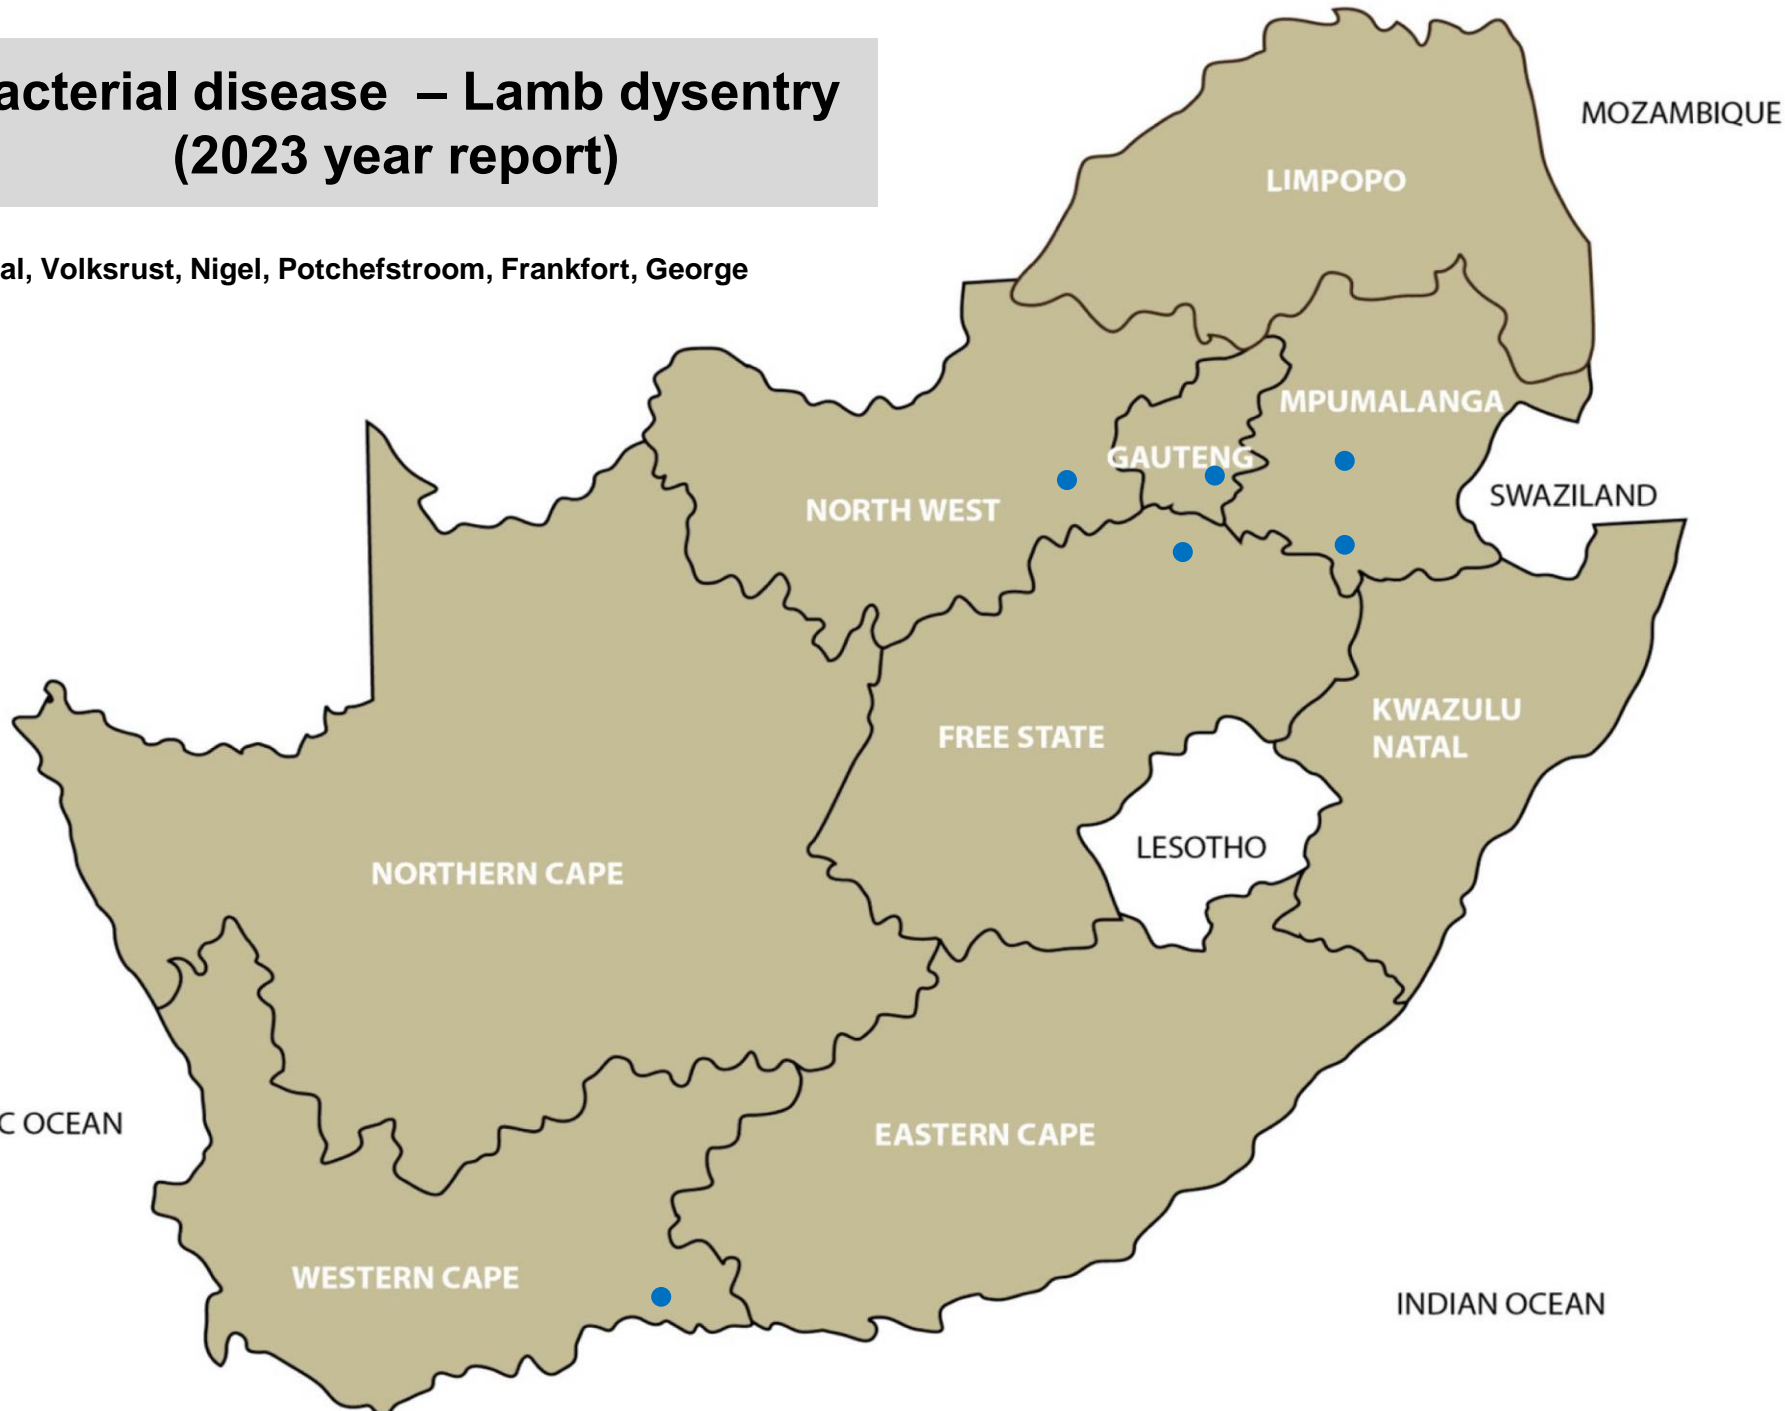 acterial disease – Lamb dysentry
(2023 year report)
al, Volksrust, Nigel, Potchefstroom, Frankfort, George
MOZAMBIQUE
LIMPOPO
MPUMALANGA
GAUTENG
SWAZILAND
NORTH WEST
KWAZULU
NATAL
FREE STATE
LESOTHO
NORTHERN CAPE
C OCEAN
EASTERN CAPE
WESTERN CAPE
INDIAN OCEAN